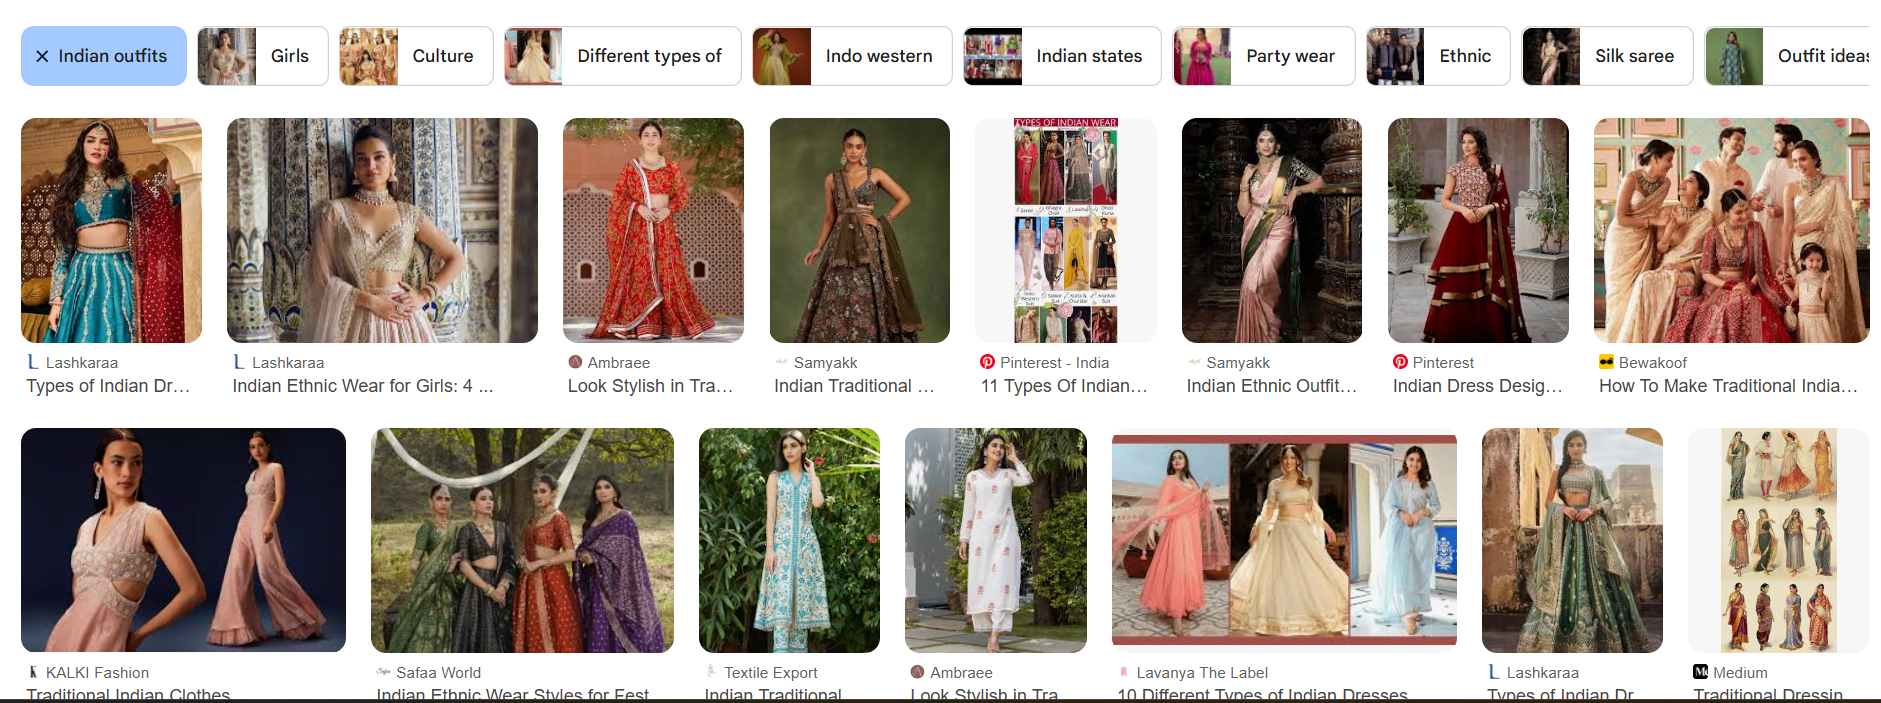 × Indian outfits
Girls
Culture
Different types of
Indo western
Indian states
Party wear
Ethnic
Silk saree
Outfit ideas
TYPES OF INDIAN WEAR
Lashkaraa
Types of Indian Dr...
Lashkaraa
Indian Ethnic Wear for Girls: 4 ...
Ambraee
Look Stylish in Tra...
Samyakk
Indian Traditional ...
Pinterest - India
11 Types Of Indian...
Samyakk
Indian Ethnic Outfit...
Pinterest
Indian Dress Desig...
Bewakoof
How To Make Traditional India...
KALKI Fashion
Traditional Indian Clothes
Safaa World
Indian Ethnic Wear Styles for Fest
Textile Export
Indian Traditional
Ambraee
Look Stylish in Tra
Lavanya The Label
10 Different Types of Indian Dresses
Lashkaraa
Types of Indian Dr
Medium
Traditional Dressin